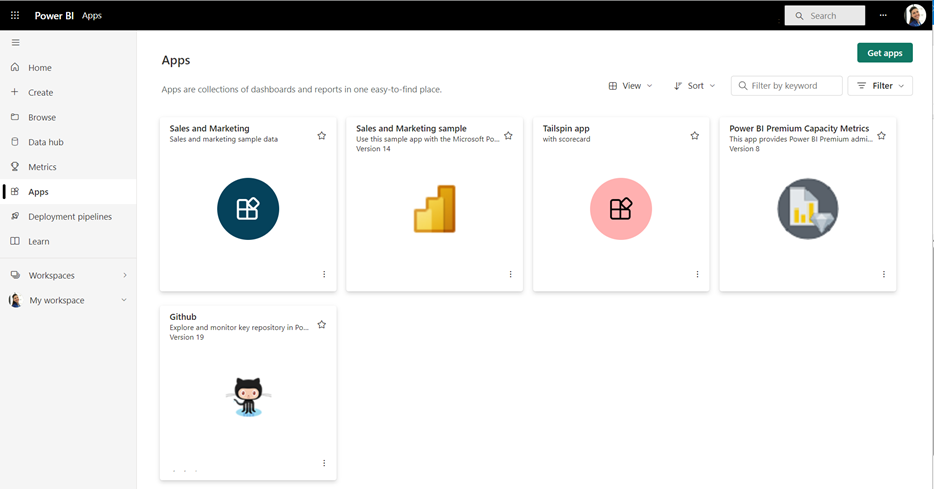 Power BI Apps
Search
Home
Create
Browse
Data hub
Metrics
Apps
Deployment pipelines
Learn
Workspaces
My workspace
Apps
Get apps
Apps are collections of dashboards and reports in one easy-to-find place.
View
Sort
Filter by keyword
Filter
Sales and Marketing
Sales and marketing sample data
Sales and Marketing sample
Use this sample app with the Microsoft Po...
Version 14
Tailspin app
with scorecard
Power BI Premium Capacity Metrics
This app provides Power BI Premium admi...
Version 8
Github
Explore and monitor key repository in Po...
Version 19